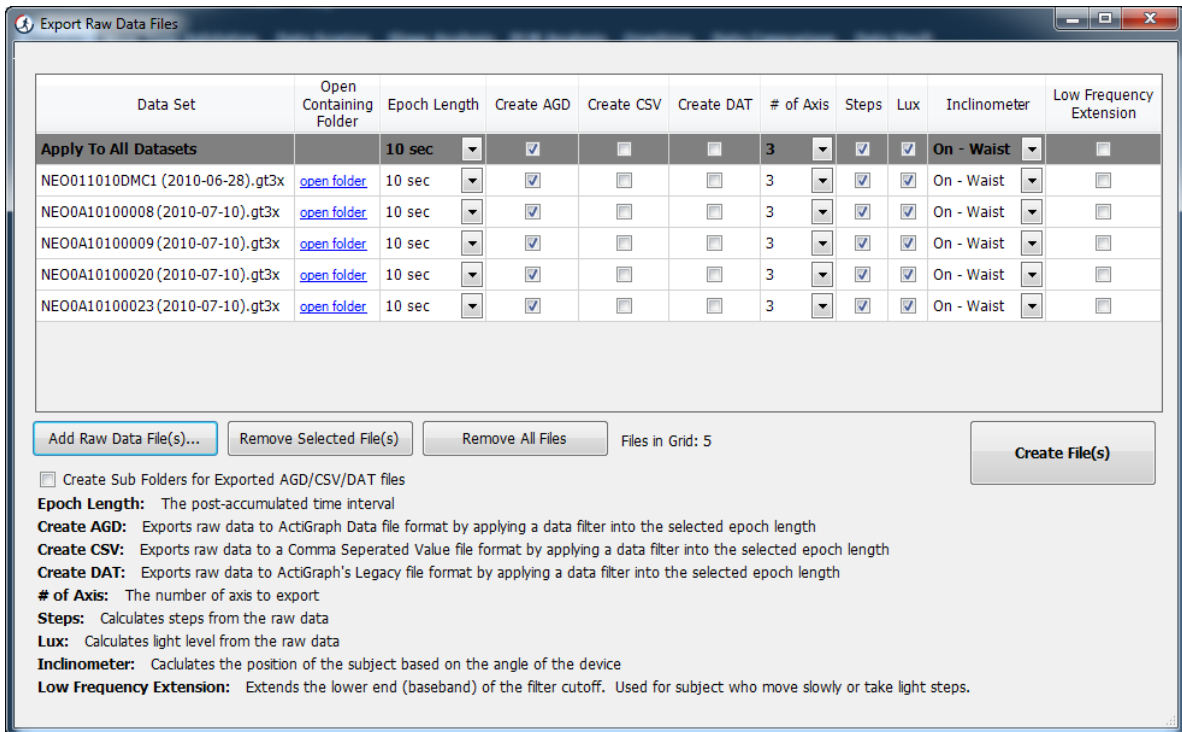 Export Raw Data Files
Data Set Open Containing Folder Epoch Length Create AGD Create CSV Create DAT # of Axis Steps Lux Inclinometer Low Frequency Extension
Apply To All Datasets 10 sec 3 On - Waist
NEO011010DMC1 (2010-06-28).gt3x open folder 10 sec 3 On - Waist
NEO0A10100008 (2010-07-10).gt3x open folder 10 sec 3 On - Waist
NEO0A10100009 (2010-07-10).gt3x open folder 10 sec 3 On - Waist
NEO0A10100020 (2010-07-10).gt3x open folder 10 sec 3 On - Waist
NEO0A10100023 (2010-07-10).gt3x open folder 10 sec 3 On - Waist
Add Raw Data File(s)... Remove Selected File(s) Remove All Files Files in Grid: 5 Create File(s)
Create Sub Folders for Exported AGD/CSV/DAT files
Epoch Length: The post-accumulated time interval
Create AGD: Exports raw data to ActiGraph Data file format by applying a data filter into the selected epoch length
Create CSV: Exports raw data to a Comma Seperated Value file format by applying a data filter into the selected epoch length
Create DAT: Exports raw data to ActiGraph's Legacy file format by applying a data filter into the selected epoch length
# of Axis: The number of axis to export
Steps: Calculates steps from the raw data
Lux: Calculates light level from the raw data
Inclinometer: Caclulates the position of the subject based on the angle of the device
Low Frequency Extension: Extends the lower end (baseband) of the filter cutoff. Used for subject who move slowly or take light steps.